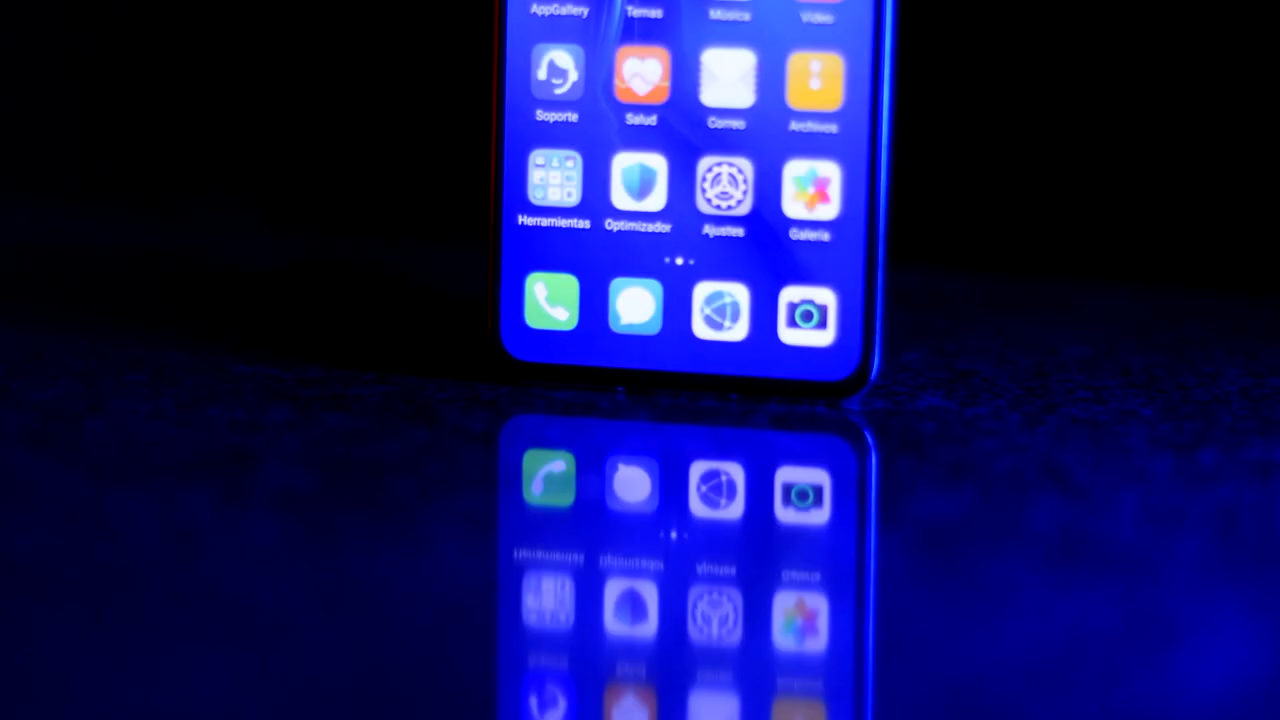 AppGallery Temas Música Video
Soporte Salud Correo Archivos
Herramientas Optimizador Ajustes Galería